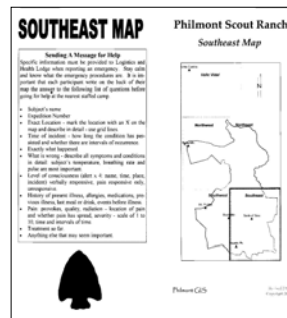 SOUTHEAST MAP
Sending A Message for Help
Specific information must be provided to Logistics and
Health Lodge when reporting an emergency. Stay calm
and know what the emergency procedures are. It is im-
portant that each participant write on the back of their
map the answer to the following list of questions before
going for help at the nearest staffed camp.
• Subject's name
• Expedition Number
• Exact Location - mark the location with an X on the
map and describe in detail - use grid lines
• Time of incident - how long the condition has per-
sisted and whether there are intervals of occurrence.
• Exactly what happened
• What is wrong - describe all symptoms and conditions
in detail: subject's temperature, breathing rate and
pulse are most important
• Level of consciousness (alert x 4: name, time, place,
incident) verbally responsive, pain responsive only,
unresponsive.
• History of present illness, allergies, medications, pre-
vious illness, last meal or drink, events before illness.
• Pain: provokes, quality, radiation - location of pain
and whether pain has spread, severity - scale of 1 to
10, time and intervals of time.
• Treatment so far
• Anything else that may seem important
Philmont Scout Ranch
Southeast Map
Valle Vidal
N
Northwest
Northeast
Southeast
Philmont GIS